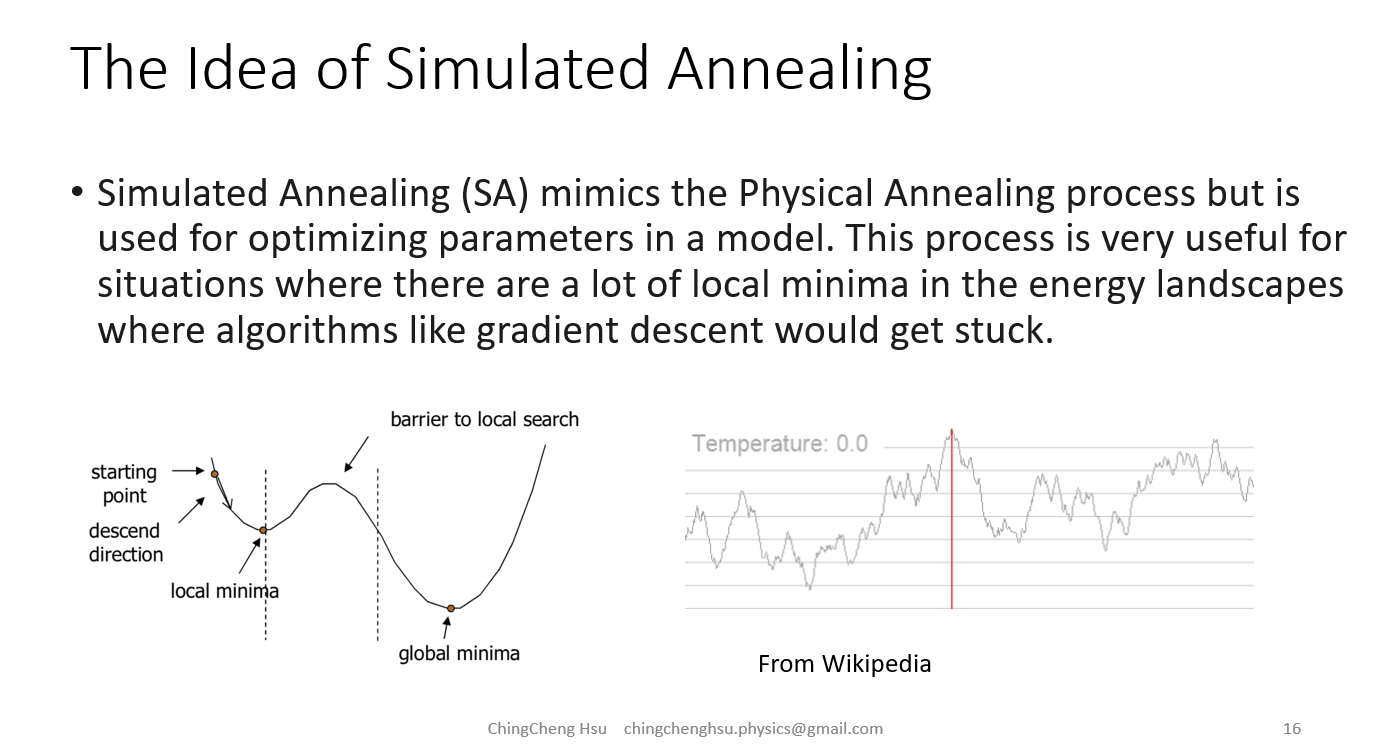 The Idea of Simulated Annealing
• Simulated Annealing (SA) mimics the Physical Annealing process but is
used for optimizing parameters in a model. This process is very useful for
situations where there are a lot of local minima in the energy landscapes
where algorithms like gradient descent would get stuck.
barrier to local search
starting
point
descend
direction
local minima
global minima
Temperature: 0.0
From Wikipedia
ChingCheng Hsu chingchenghsu.physics@gmail.com
16